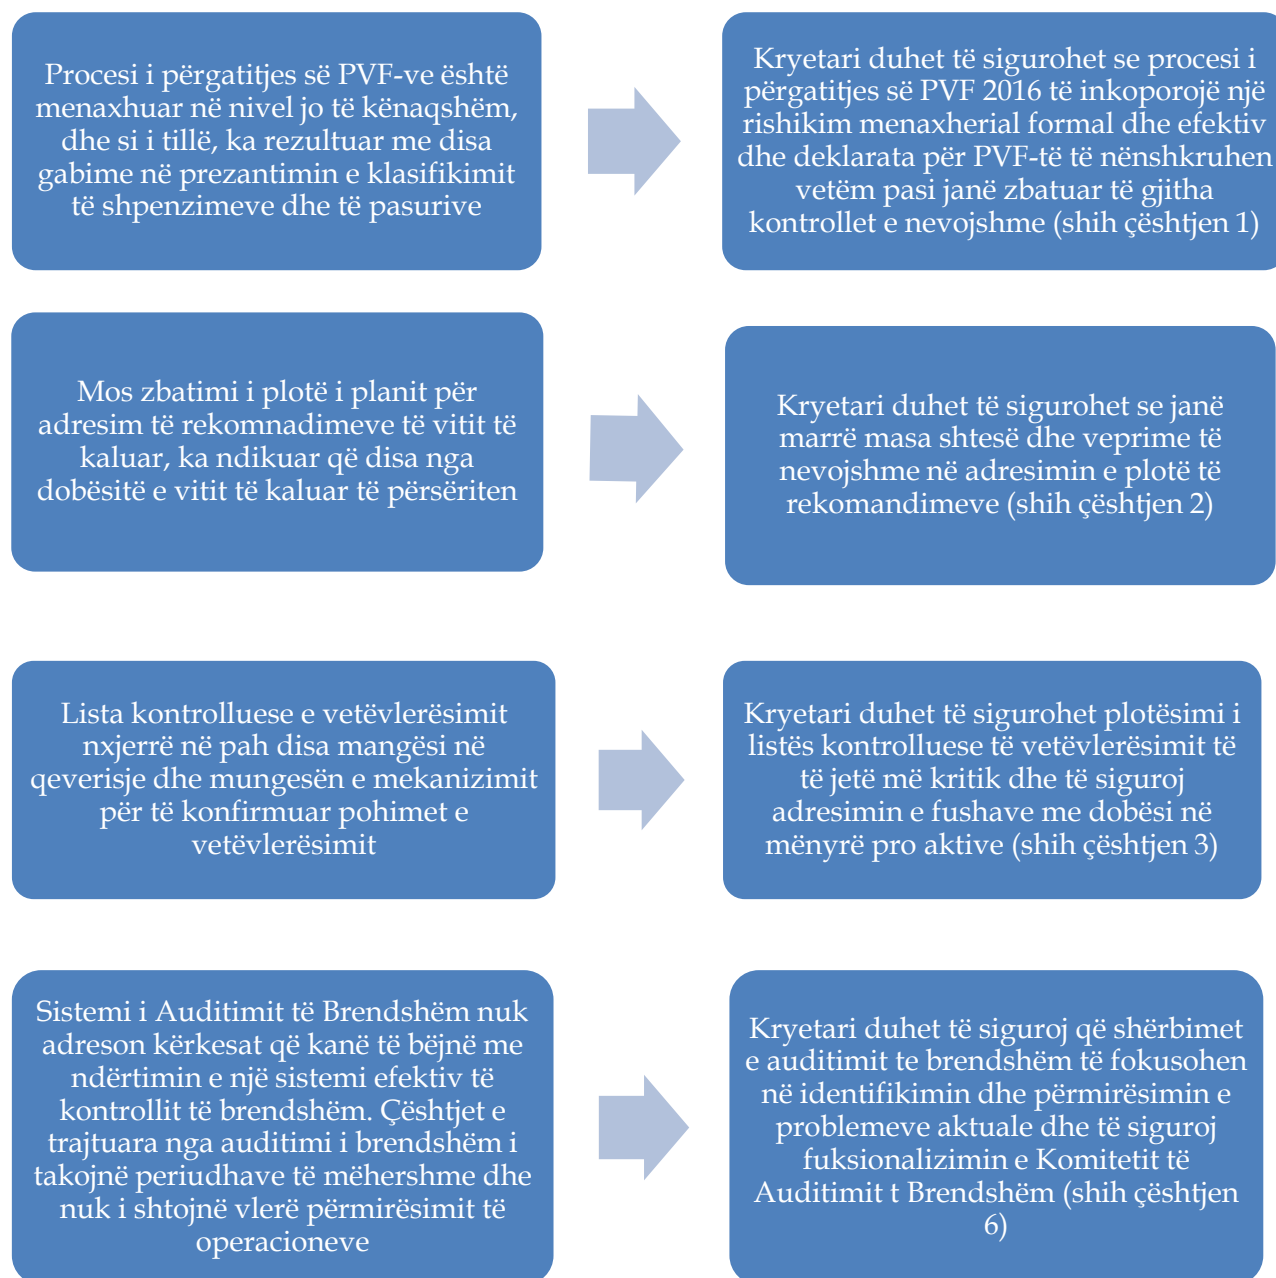 Procesi i përgatitjes së PVF-ve është
menaxhuar në nivel jo të kënaqshëm,
dhe si i tillë, ka rezultuar me disa
gabime në prezantimin e klasifikimit
të shpenzimeve dhe të pasurive
Kryetari duhet të sigurohet se procesi i
përgatitjes së PVF 2016 të inkoporojë një
rishikim menaxherial formal dhe efektiv
dhe deklarata për PVF-të të nënshkruhen
vetëm pasi janë zbatuar të gjitha
kontrollet e nevojshme (shih çështjen 1)
Mos zbatimi i plotë i planit për
adresim të rekomnadimeve të vitit të
kaluar, ka ndikuar që disa nga
dobësitë e vitit të kaluar të përsëriten
Kryetari duhet të sigurohet se janë
marrë masa shtesë dhe veprime të
nevojshme në adresimin e plotë të
rekomandimeve (shih çështjen 2)
Lista kontrolluese e vetëvlerësimit
nxjerrë në pah disa mangësi në
qeverisje dhe mungesën e mekanizimit
për të konfirmuar pohimet e
vetëvlerësimit
Kryetari duhet të sigurohet plotësimi i
listës kontrolluese të vetëvlerësimit të
të jetë më kritik dhe të siguroj
adresimin e fushave me dobësi në
mënyrë pro aktive (shih çështjen 3)
Sistemi i Auditimit të Brendshëm nuk
adreson kërkesat që kanë të bëjnë me
ndërtimin e një sistemi efektiv të
kontrollit të brendshëm. Çështjet e
trajtuara nga auditimi i brendshëm i
takojnë periudhave të mëhershme dhe
nuk i shtojnë vlerë përmirësimit të
operacioneve
Kryetari duhet të siguroj që shërbimet
e auditimit te brendshëm të fokusohen
në identifikimin dhe përmirësimin e
problemeve aktuale dhe të siguroj
fuksionalizimin e Komitetit të
Auditimit t Brendshëm (shih çështjen
6)